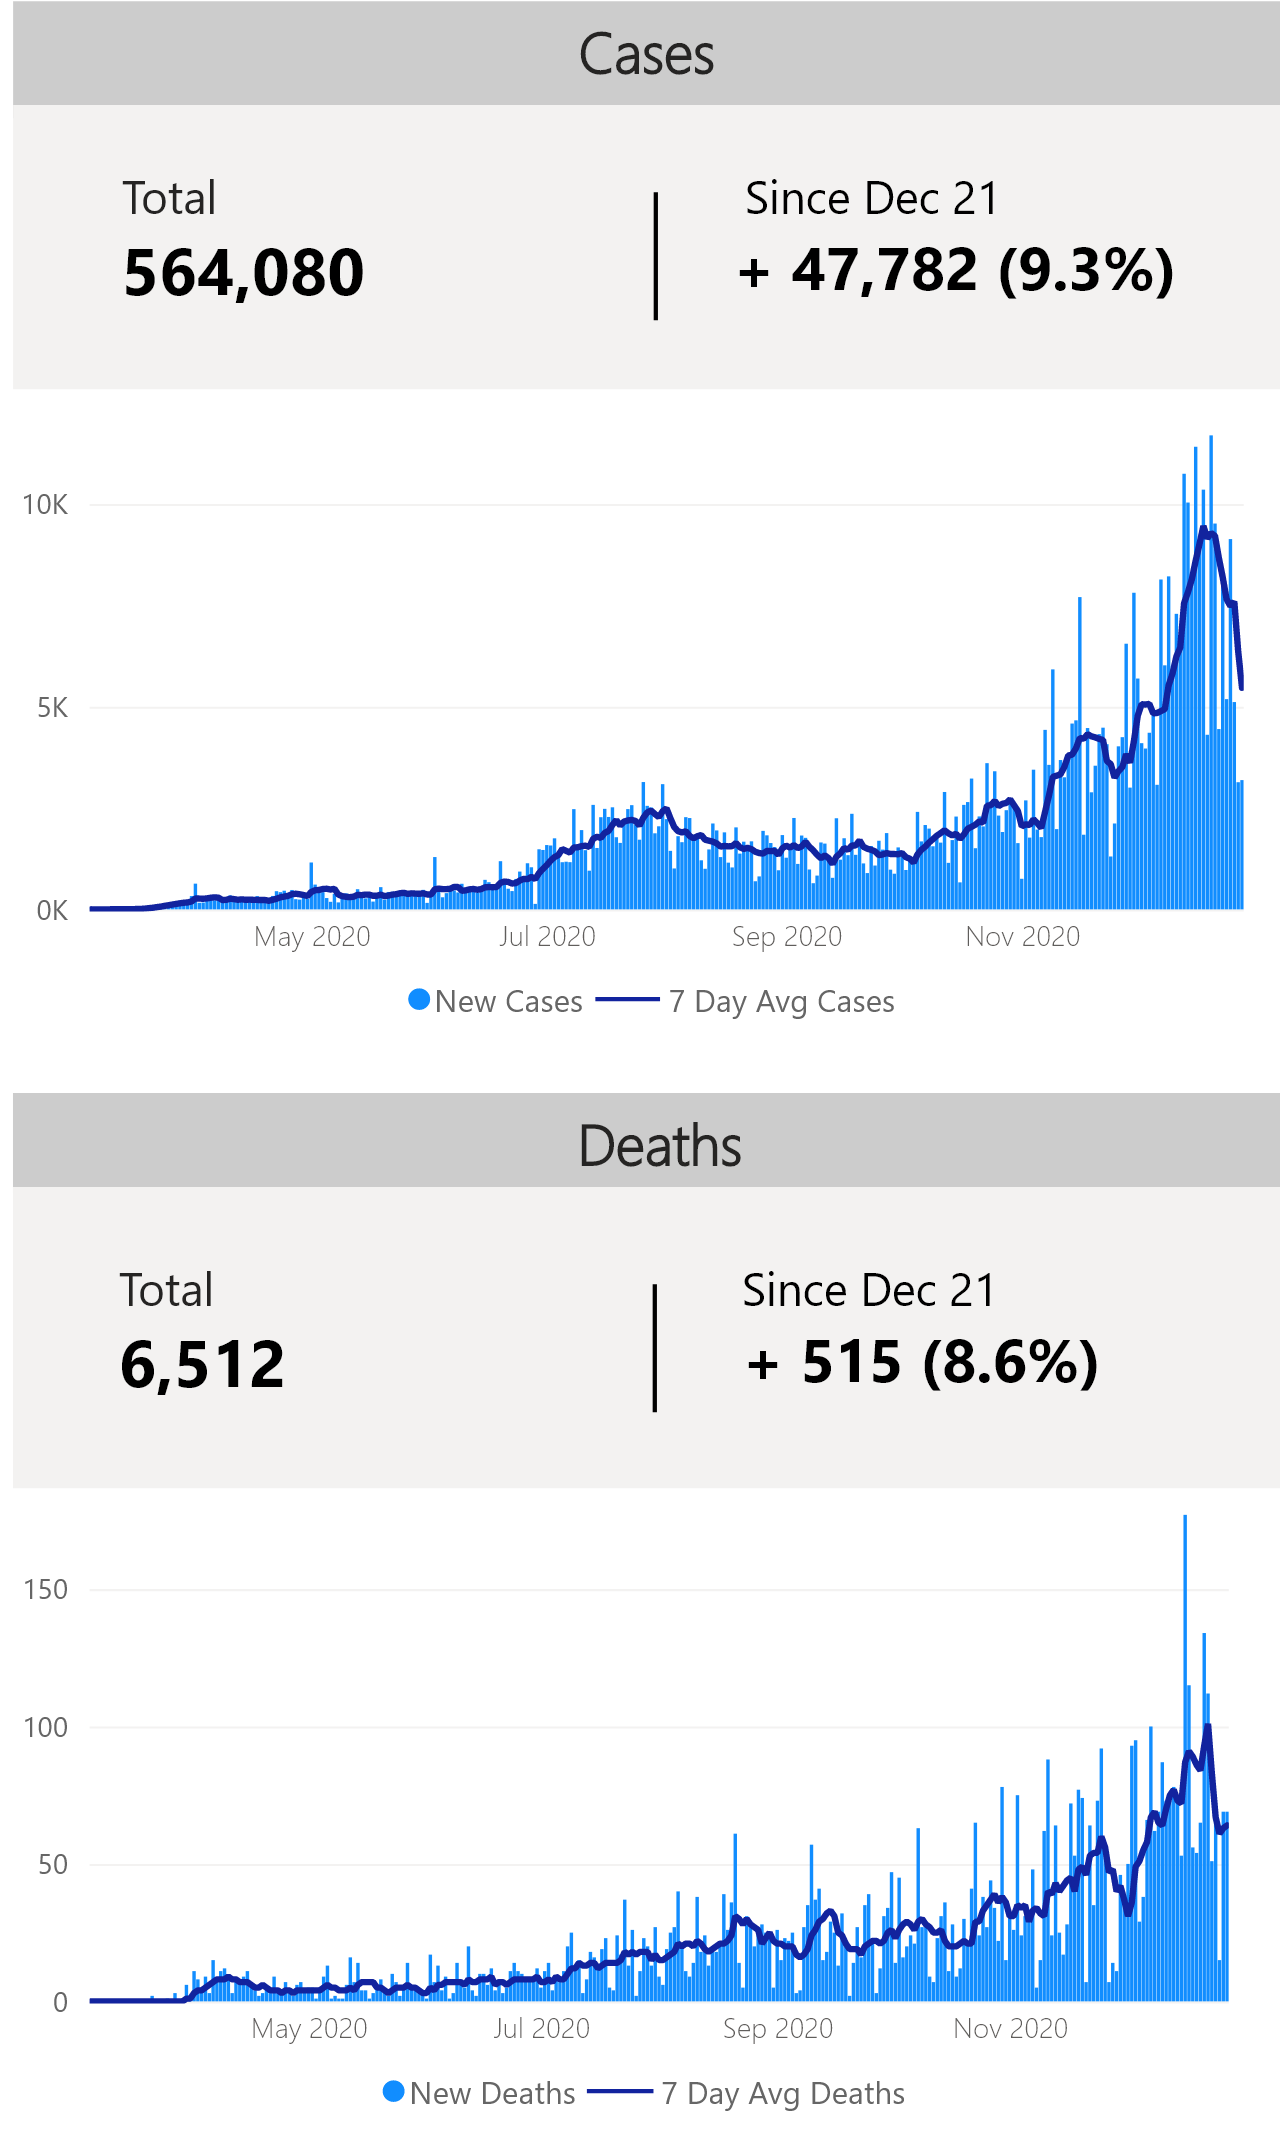 Cases
Total
564,080
Since Dec 21
+ 47,782 (9.3%)
10K
5K
0K
May 2020
Jul 2020
Sep 2020
Nov 2020
New Cases
7 Day Avg Cases
Deaths
Total
6,512
Since Dec 21
+ 515 (8.6%)
150
100
50
0
May 2020
Jul 2020
Sep 2020
Nov 2020
New Deaths
7 Day Avg Deaths